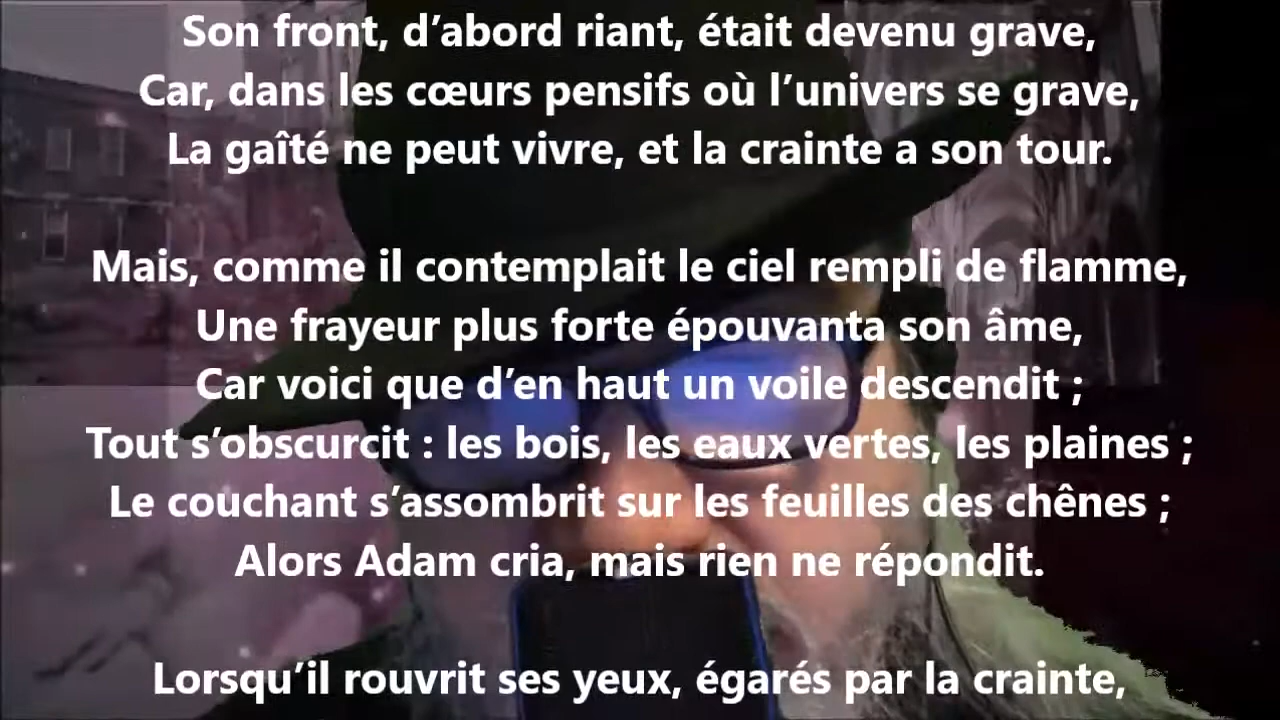 Son front, d’abord riant, était devenu grave,
Car, dans les cœurs pensifs où l’univers se grave,
La gaîté ne peut vivre, et la crainte a son tour.
Mais, comme il contemplait le ciel rempli de flamme,
Une frayeur plus forte épouvanta son âme,
Car voici que d’en haut un voile descendit ;
Tout s’obscurcit : les bois, les eaux vertes, les plaines ;
Le couchant s’assombrit sur les feuilles des chênes ;
Alors Adam cria, mais rien ne répondit.
Lorsqu’il rouvrit ses yeux, égarés par la crainte,